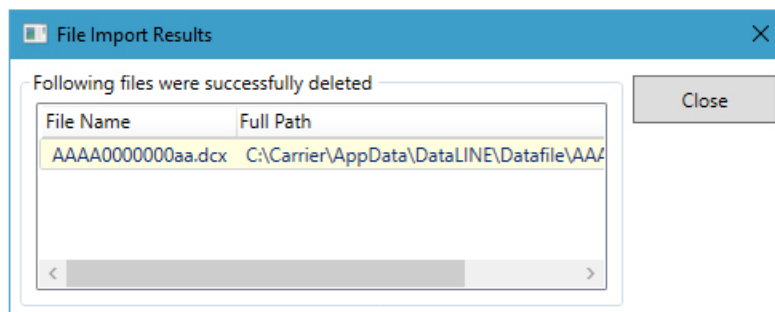 File Import Results
Following files were successfully deleted
Close
File Name Full Path
AAAA0000000aa.dcx C:\Carrier\AppData\DataLINE\Datafile\AAA